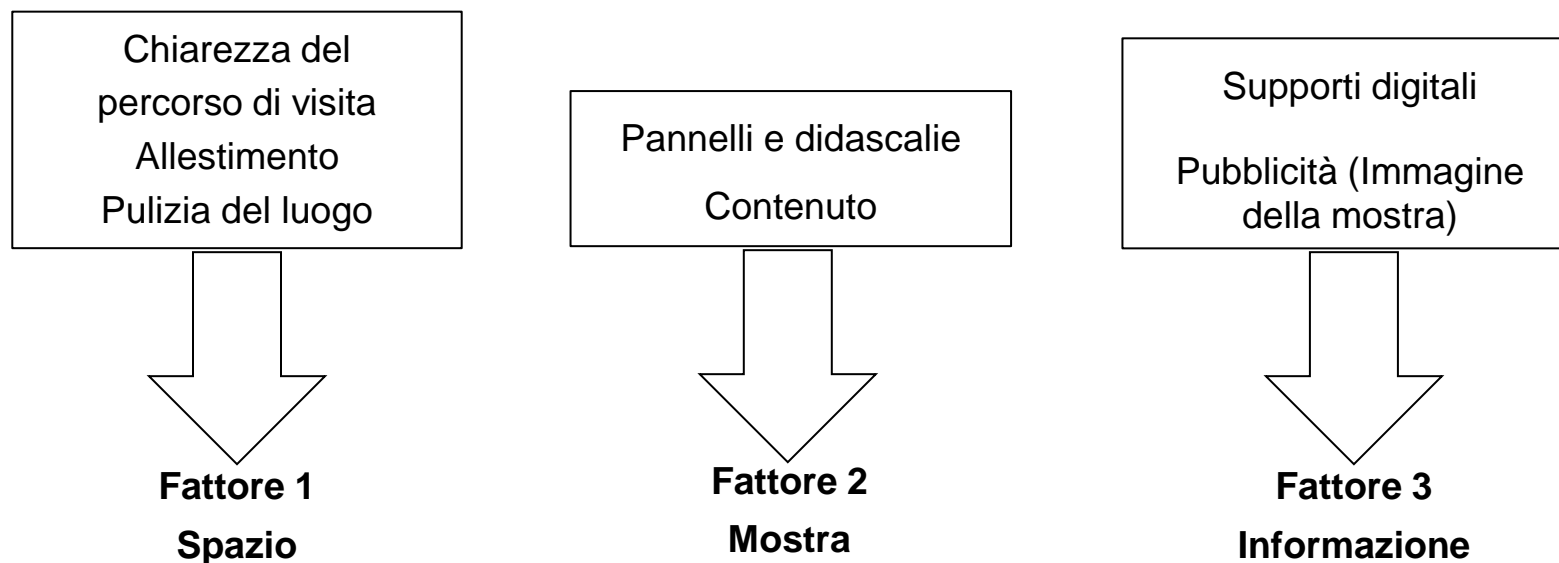 Chiarezza del
percorso di visita
Allestimento
Pulizia del luogo
Pannelli e didascalie
Contenuto
Supporti digitali
Pubblicità (Immagine
della mostra)
Fattore 1
Spazio
Fattore 2
Mostra
Fattore 3
Informazione